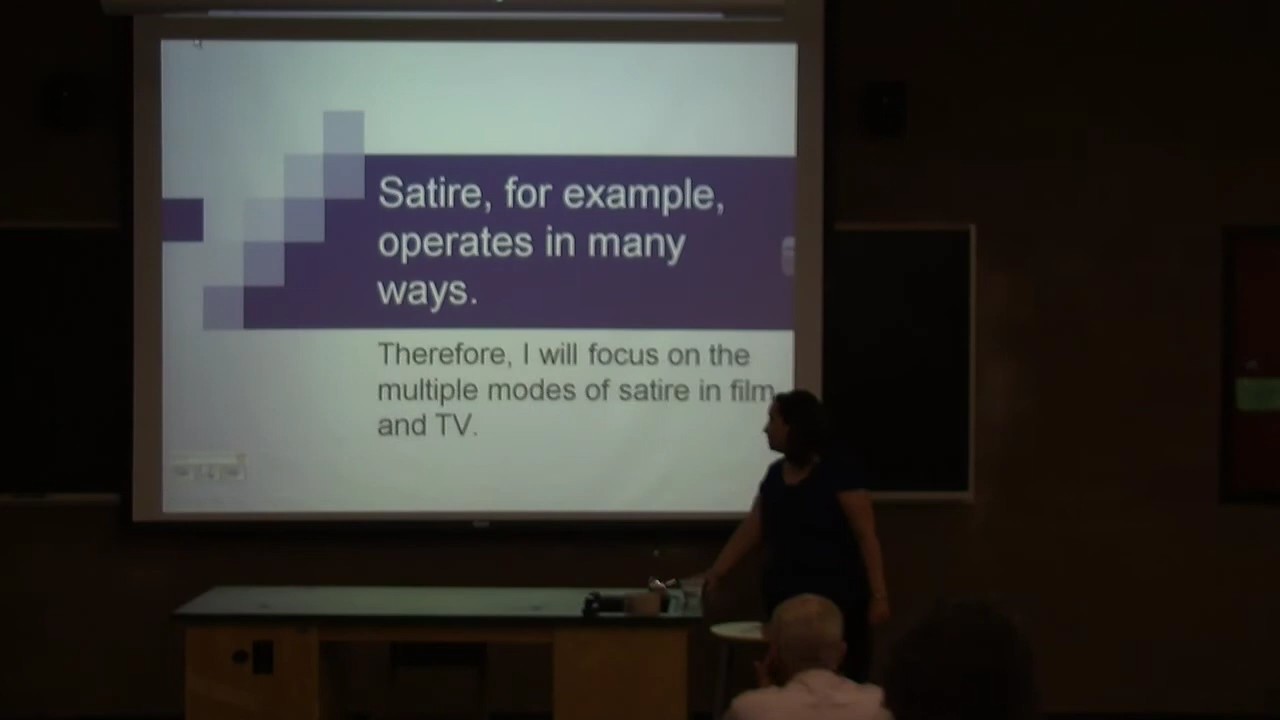 Satire, for example,
operates in many
ways.
Therefore, I will focus on the
multiple modes of satire in film
and TV.